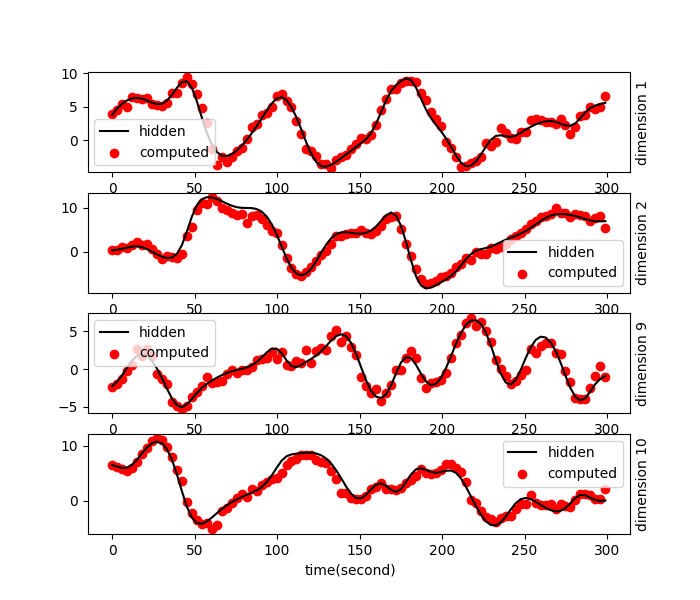 10
5
0
hidden
computed
0 50 100 150 200 250 300
dimension 1
10
0
hidden
computed
0 50 100 150 200 250 300
dimension 2
5
0
−5
hidden
computed
0 50 100 150 200 250 300
dimension 9
10
0
hidden
computed
0 50 100 150 200 250 300
dimension 10
time(second)